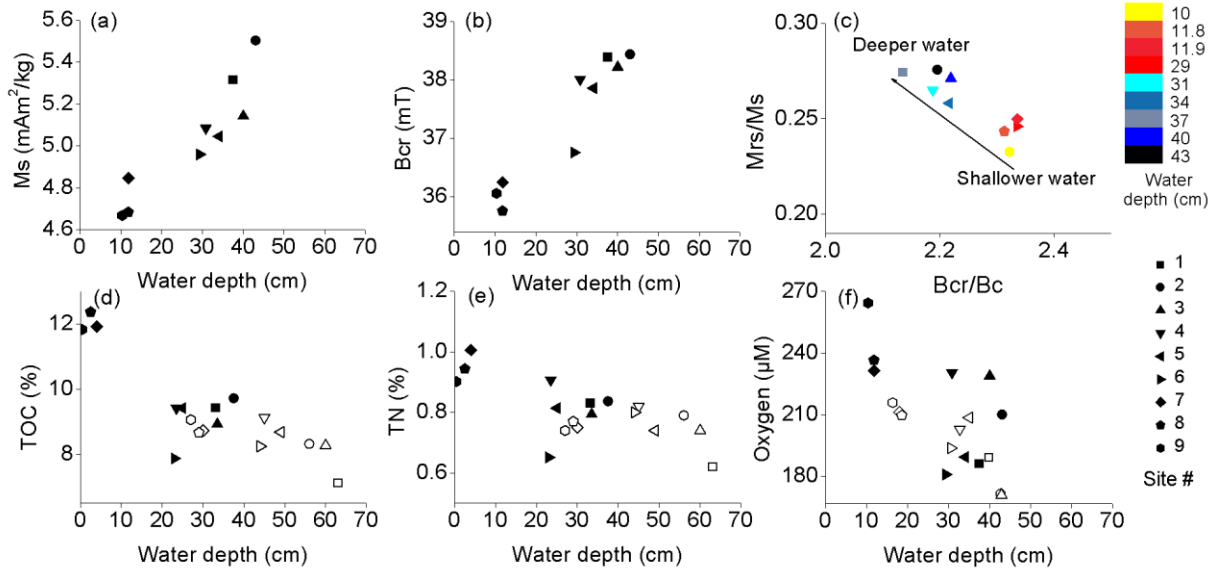 (a)
5.6
5.4
5.2
5.0
4.8
4.6
Ms (mAm²/kg)
0 10 20 30 40 50 60 70
Water depth (cm)
(b)
39
38
37
36
Bcr (mT)
0 10 20 30 40 50 60 70
Water depth (cm)
(c)
0.30
0.25
0.20
Mrs/Ms
Deeper water
Shallower water
2.0 2.2 2.4
Bcr/Bc
10
11.8
11.9
29
31
34
37
40
43
Water
depth (cm)
(d)
12
10
8
TOC (%)
0 10 20 30 40 50 60 70
Water depth (cm)
(e)
1.2
1.0
0.8
0.6
0.4
TN (%)
0 10 20 30 40 50 60 70
Water depth (cm)
(f)
270
240
210
180
Oxygen (µM)
0 10 20 30 40 50 60 70
Water depth (cm)
1
2
3
4
5
6
7
8
9
Site #